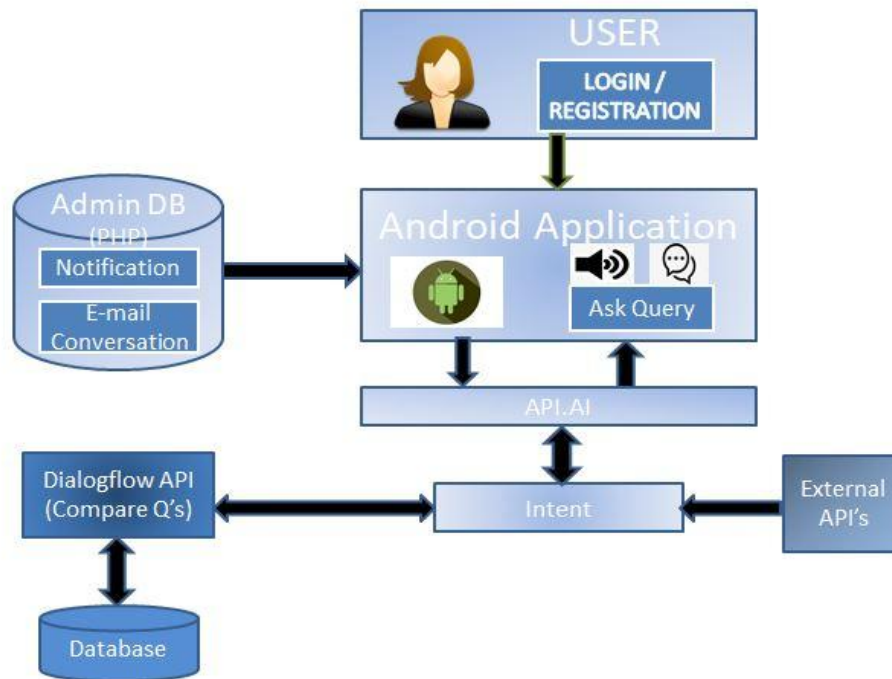 USER
LOGIN /
REGISTRATION
Admin DB
(PHP)
Notification
E-mail
Conversation
Android Application
Ask Query
API.AI
Dialogflow API
(Compare Q's)
Intent
External
API's
Database